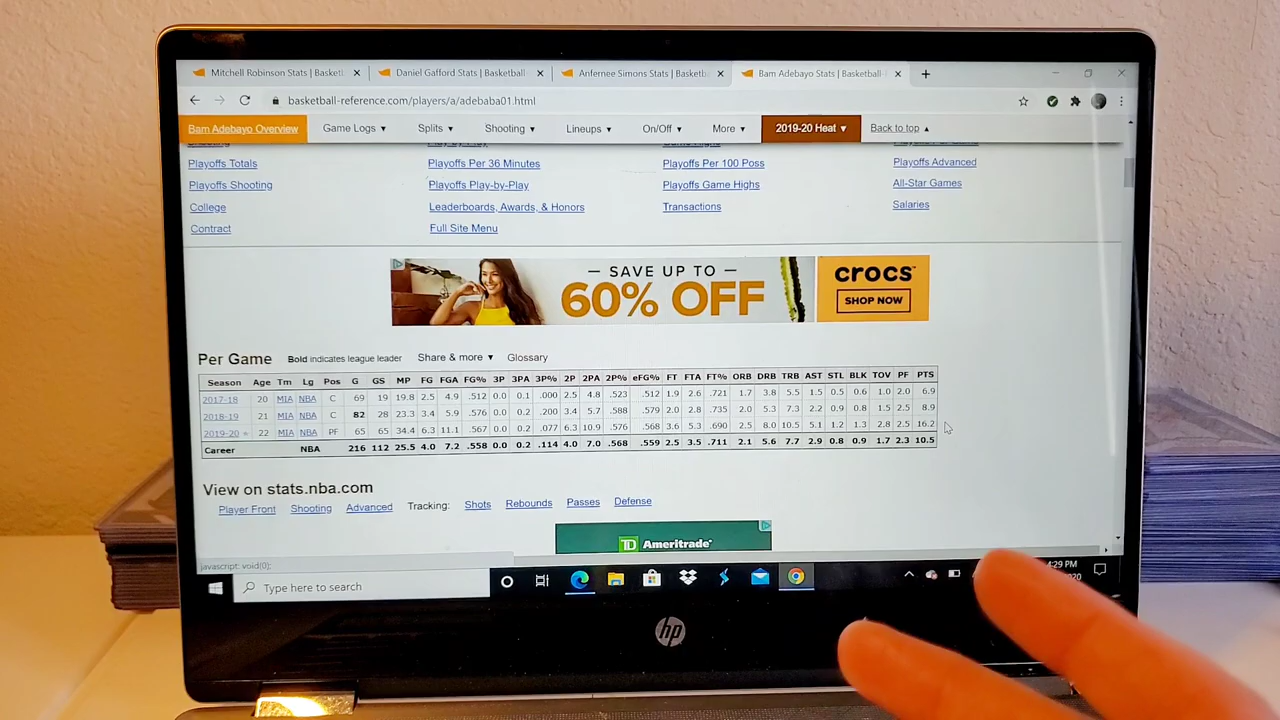 Mitchell Robinson Stats | Basketb
Daniel Gafford Stats | Basketball-
Anfernee Simons Stats | Basketba
Bam Adebayo Stats | Basketball-
basketball-reference.com/players/a/adebaba01.html
Bam Adebayo Overview Game Logs ▼ Splits ▼ Shooting ▼ Lineups ▼ On/Off ▼ More ▼ 2019-20 Heat ▼ Back to top ▲
Playoffs Totals Playoffs Per 36 Minutes Playoffs Per 100 Poss Playoffs Advanced
Playoffs Shooting Playoffs Play-by-Play Playoffs Game Highs All-Star Games
College Leaderboards, Awards, & Honors Transactions Salaries
Contract Full Site Menu
— SAVE UP TO —
60% OFF
crocs™
SHOP NOW
Per Game Bold indicates league leader Share & more ▼ Glossary
Season Age Tm Lg Pos G GS MP FG FGA FG% 3P 3PA 3P% 2P 2PA 2P% eFG% FT FTA FT% ORB DRB TRB AST STL BLK TOV PF PTS
2017-18 20 MIA NBA C 69 19 19.8 2.5 4.9 .512 0.0 0.1 .000 2.5 4.8 .523 .512 1.9 2.6 .721 1.7 3.8 5.5 1.5 0.5 0.6 1.0 2.0 6.9
2018-19 21 MIA NBA C 82 28 23.3 3.4 5.9 .576 0.0 0.2 .200 3.4 5.7 .588 .579 2.0 2.8 .735 2.0 5.3 7.3 2.2 0.9 0.8 1.5 2.5 8.9
2019-20 ★ 22 MIA NBA PF 65 65 34.4 6.3 11.1 .567 0.0 0.2 .077 6.3 10.9 .576 .568 3.6 5.3 .690 2.5 8.0 10.5 5.1 1.2 1.3 2.8 2.5 16.2
Career NBA 216 112 25.5 4.0 7.2 .558 0.0 0.2 .114 4.0 7.0 .568 .559 2.5 3.5 .711 2.1 5.6 7.7 2.9 0.8 0.9 1.7 2.3 10.5
View on stats.nba.com
Player Front Shooting Advanced Tracking: Shots Rebounds Passes Defense
TD Ameritrade
javascript: void(0);
Type here to search
4:29 PM
hp